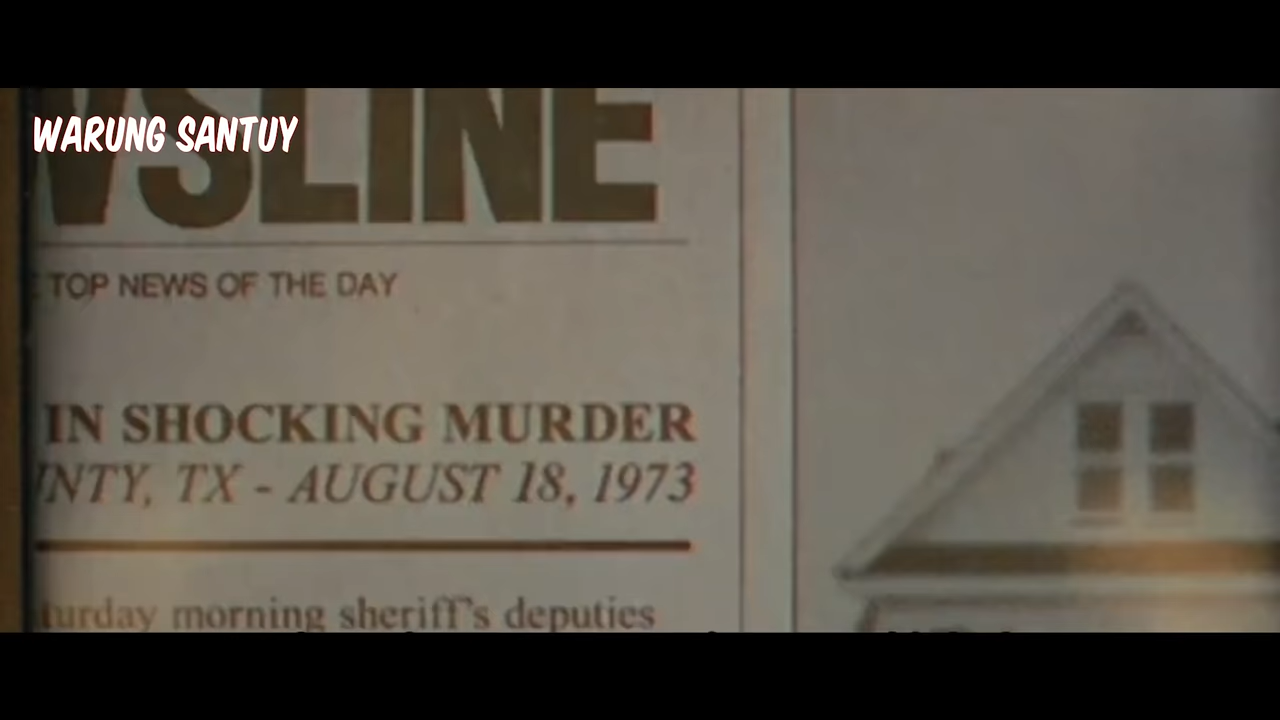 WARUNG SANTUY
WSLINE
TOP NEWS OF THE DAY
IN SHOCKING MURDER
NTY, TX - AUGUST 18, 1973
turday morning sheriff's deputies